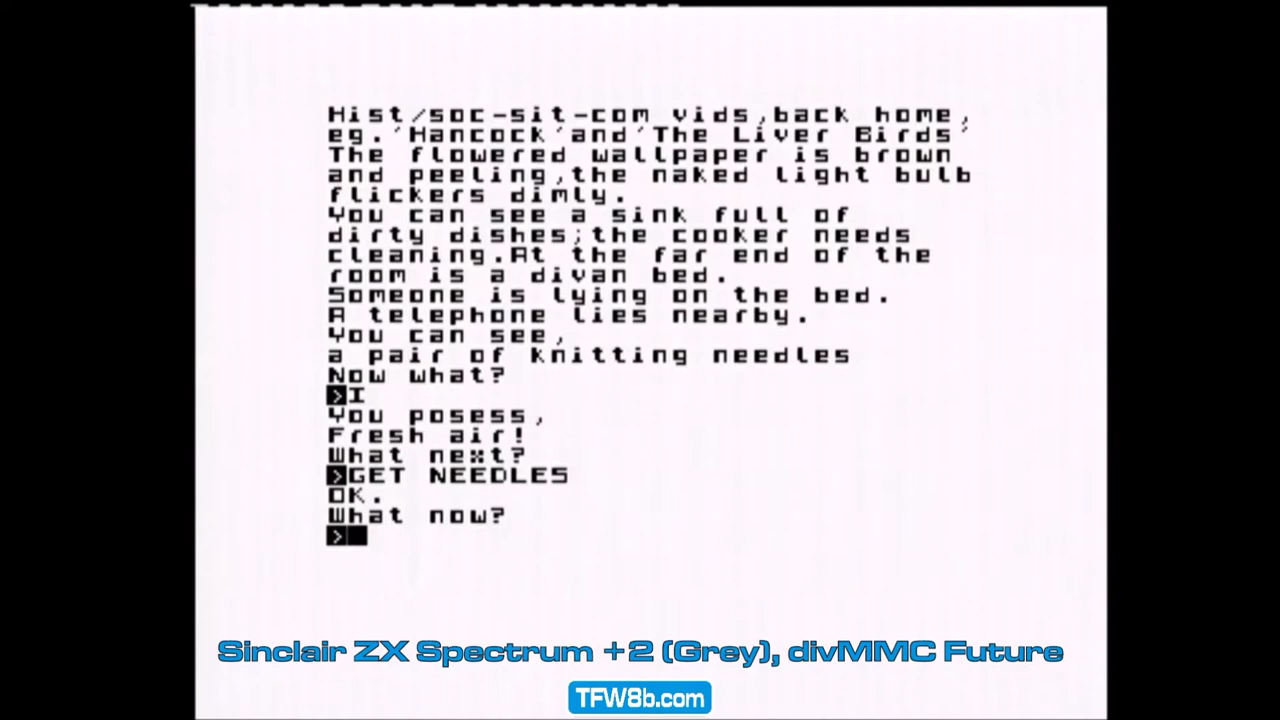 Hist/soc-sit-com vids,back home,
eg.'Hancock'and'The Liver Birds'
The flowered wallpaper is brown
and peeling,the naked light bulb
flickers dimly.
You can see a sink full of
dirty dishes;the cooker needs
cleaning.At the far end of the
room is a divan bed.
Someone is lying on the bed.
A telephone lies nearby.
You can see,
a pair of knitting needles
Now what?
>I
You posess,
Fresh air!
What next?
>GET NEEDLES
OK.
What now?
>
Sinclair ZX Spectrum +2 (Grey), divMMC Future
TFW8b.com